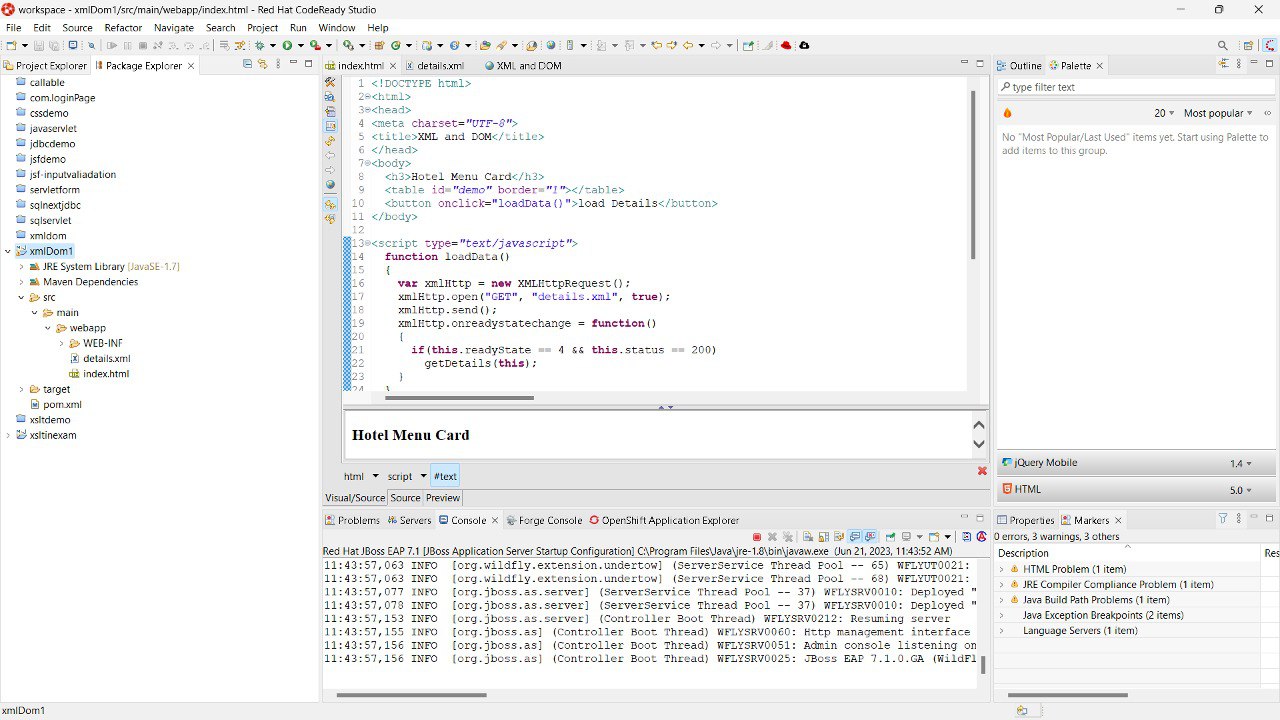 workspace - xmlDom1/src/main/webapp/index.html - Red Hat CodeReady Studio
File Edit Source Refactor Navigate Search Project Run Window Help
Project Explorer Package Explorer
callable
com.loginPage
cssdemo
javaservlet
jdbcdemo
jsfdemo
jsf-inputvaliadation
servletform
sqlnextjdbc
sqlservlet
xmldom
xmlDom1
JRE System Library [JavaSE-1.7]
Maven Dependencies
src
main
webapp
WEB-INF
details.xml
index.html
target
pom.xml
xsltdemo
xsltinexam
index.html details.xml XML and DOM
1 <!DOCTYPE html>
2 <html>
3 <head>
4 <meta charset="UTF-8">
5 <title>XML and DOM</title>
6 </head>
7 <body>
8 <h3>Hotel Menu Card</h3>
9 <table id="demo" border="1"></table>
10 <button onclick="loadData()">load Details</button>
11 </body>
12
13 <script type="text/javascript">
14 function loadData()
15 {
16 var xmlHttp = new XMLHttpRequest();
17 xmlHttp.open("GET", "details.xml", true);
18 xmlHttp.send();
19 xmlHttp.onreadystatechange = function()
20 {
21 if(this.readyState == 4 && this.status == 200)
22 getDetails(this);
23 }
24 }
Hotel Menu Card
html script #text
Visual/Source Source Preview
Outline Palette
type filter text
20 Most popular
No "Most Popular/Last Used" items yet. Start using Palette to
add items to this group.
jQuery Mobile 1.4
HTML 5.0
Problems Servers Console Forge Console OpenShift Application Explorer
Red Hat JBoss EAP 7.1 [JBoss Application Server Startup Configuration] C:\Program Files\Java\jre-1.8\bin\javaw.exe (Jun 21, 2023, 11:43:52 AM)
11:43:57,063 INFO [org.wildfly.extension.undertow] (ServerService Thread Pool -- 65) WFLYUT0021:
11:43:57,063 INFO [org.wildfly.extension.undertow] (ServerService Thread Pool -- 68) WFLYUT0021:
11:43:57,077 INFO [org.jboss.as.server] (ServerService Thread Pool -- 37) WFLYSRV0010: Deployed "
11:43:57,078 INFO [org.jboss.as.server] (ServerService Thread Pool -- 37) WFLYSRV0010: Deployed "
11:43:57,153 INFO [org.jboss.as.server] (Controller Boot Thread) WFLYSRV0212: Resuming server
11:43:57,155 INFO [org.jboss.as] (Controller Boot Thread) WFLYSRV0060: Http management interface
11:43:57,156 INFO [org.jboss.as] (Controller Boot Thread) WFLYSRV0051: Admin console listening on
11:43:57,156 INFO [org.jboss.as] (Controller Boot Thread) WFLYSRV0025: JBoss EAP 7.1.0.GA (WildFl
Properties Markers
0 errors, 3 warnings, 3 others
Description Res
HTML Problem (1 item)
JRE Compiler Compliance Problem (1 item)
Java Build Path Problems (1 item)
Java Exception Breakpoints (2 items)
Language Servers (1 item)
xmlDom1